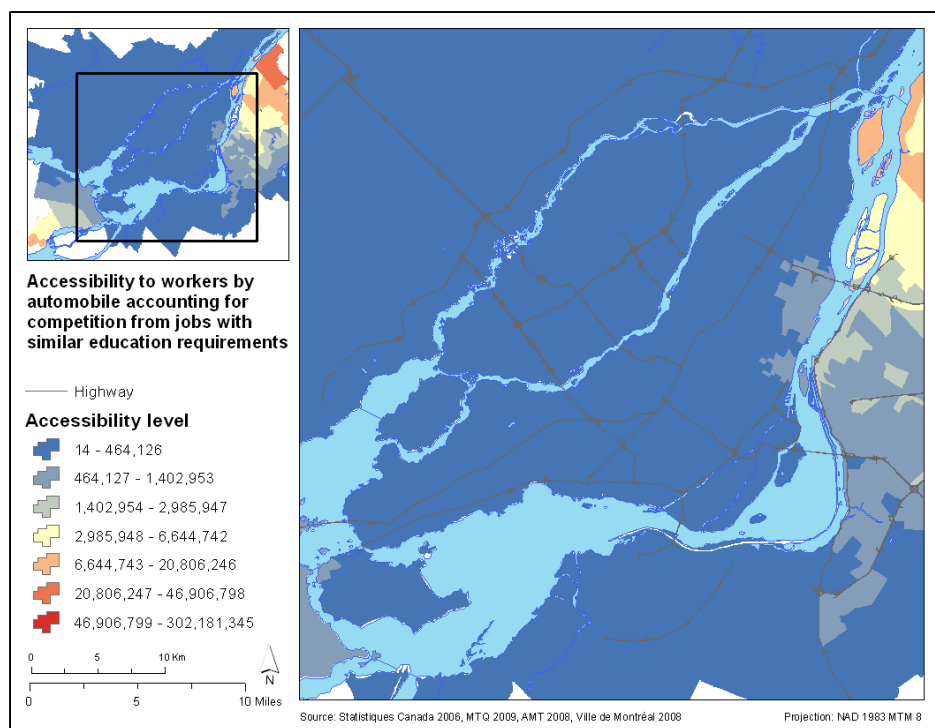 Accessibility to workers by
automobile accounting for
competition from jobs with
similar education requirements
Highway
Accessibility level
14 - 464,126
464,127 - 1,402,953
1,402,954 - 2,985,947
2,985,948 - 6,644,742
6,644,743 - 20,806,246
20,806,247 - 46,906,798
46,906,799 - 302,181,345
0 5 10 Km
N
0 5 10 Miles
Source: Statistiques Canada 2006, MTQ 2009, AMT 2008, Ville de Montréal 2008 Projection: NAD 1983 MTM 8